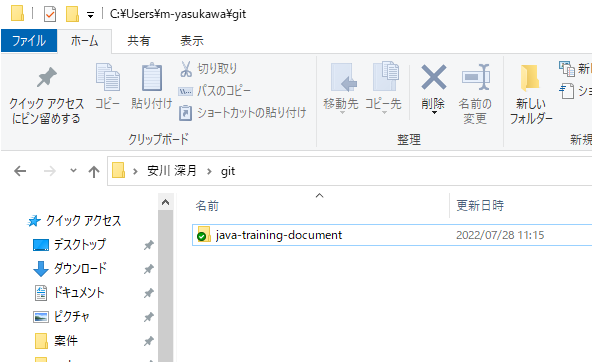 C:¥Users¥m-yasukawa¥git
ファイル ホーム 共有 表示
クイック アクセス
にピン留めする
コピー
貼り付け
切り取り
パスのコピー
ショートカットの貼り付け
移動先
コピー先
削除
名前の
変更
新しい
フォルダー
クリップボード
整理
安川 深月 > git
名前 更新日時
java-training-document 2022/07/28 11:15
クイック アクセス
デスクトップ
ダウンロード
ドキュメント
ピクチャ
案件